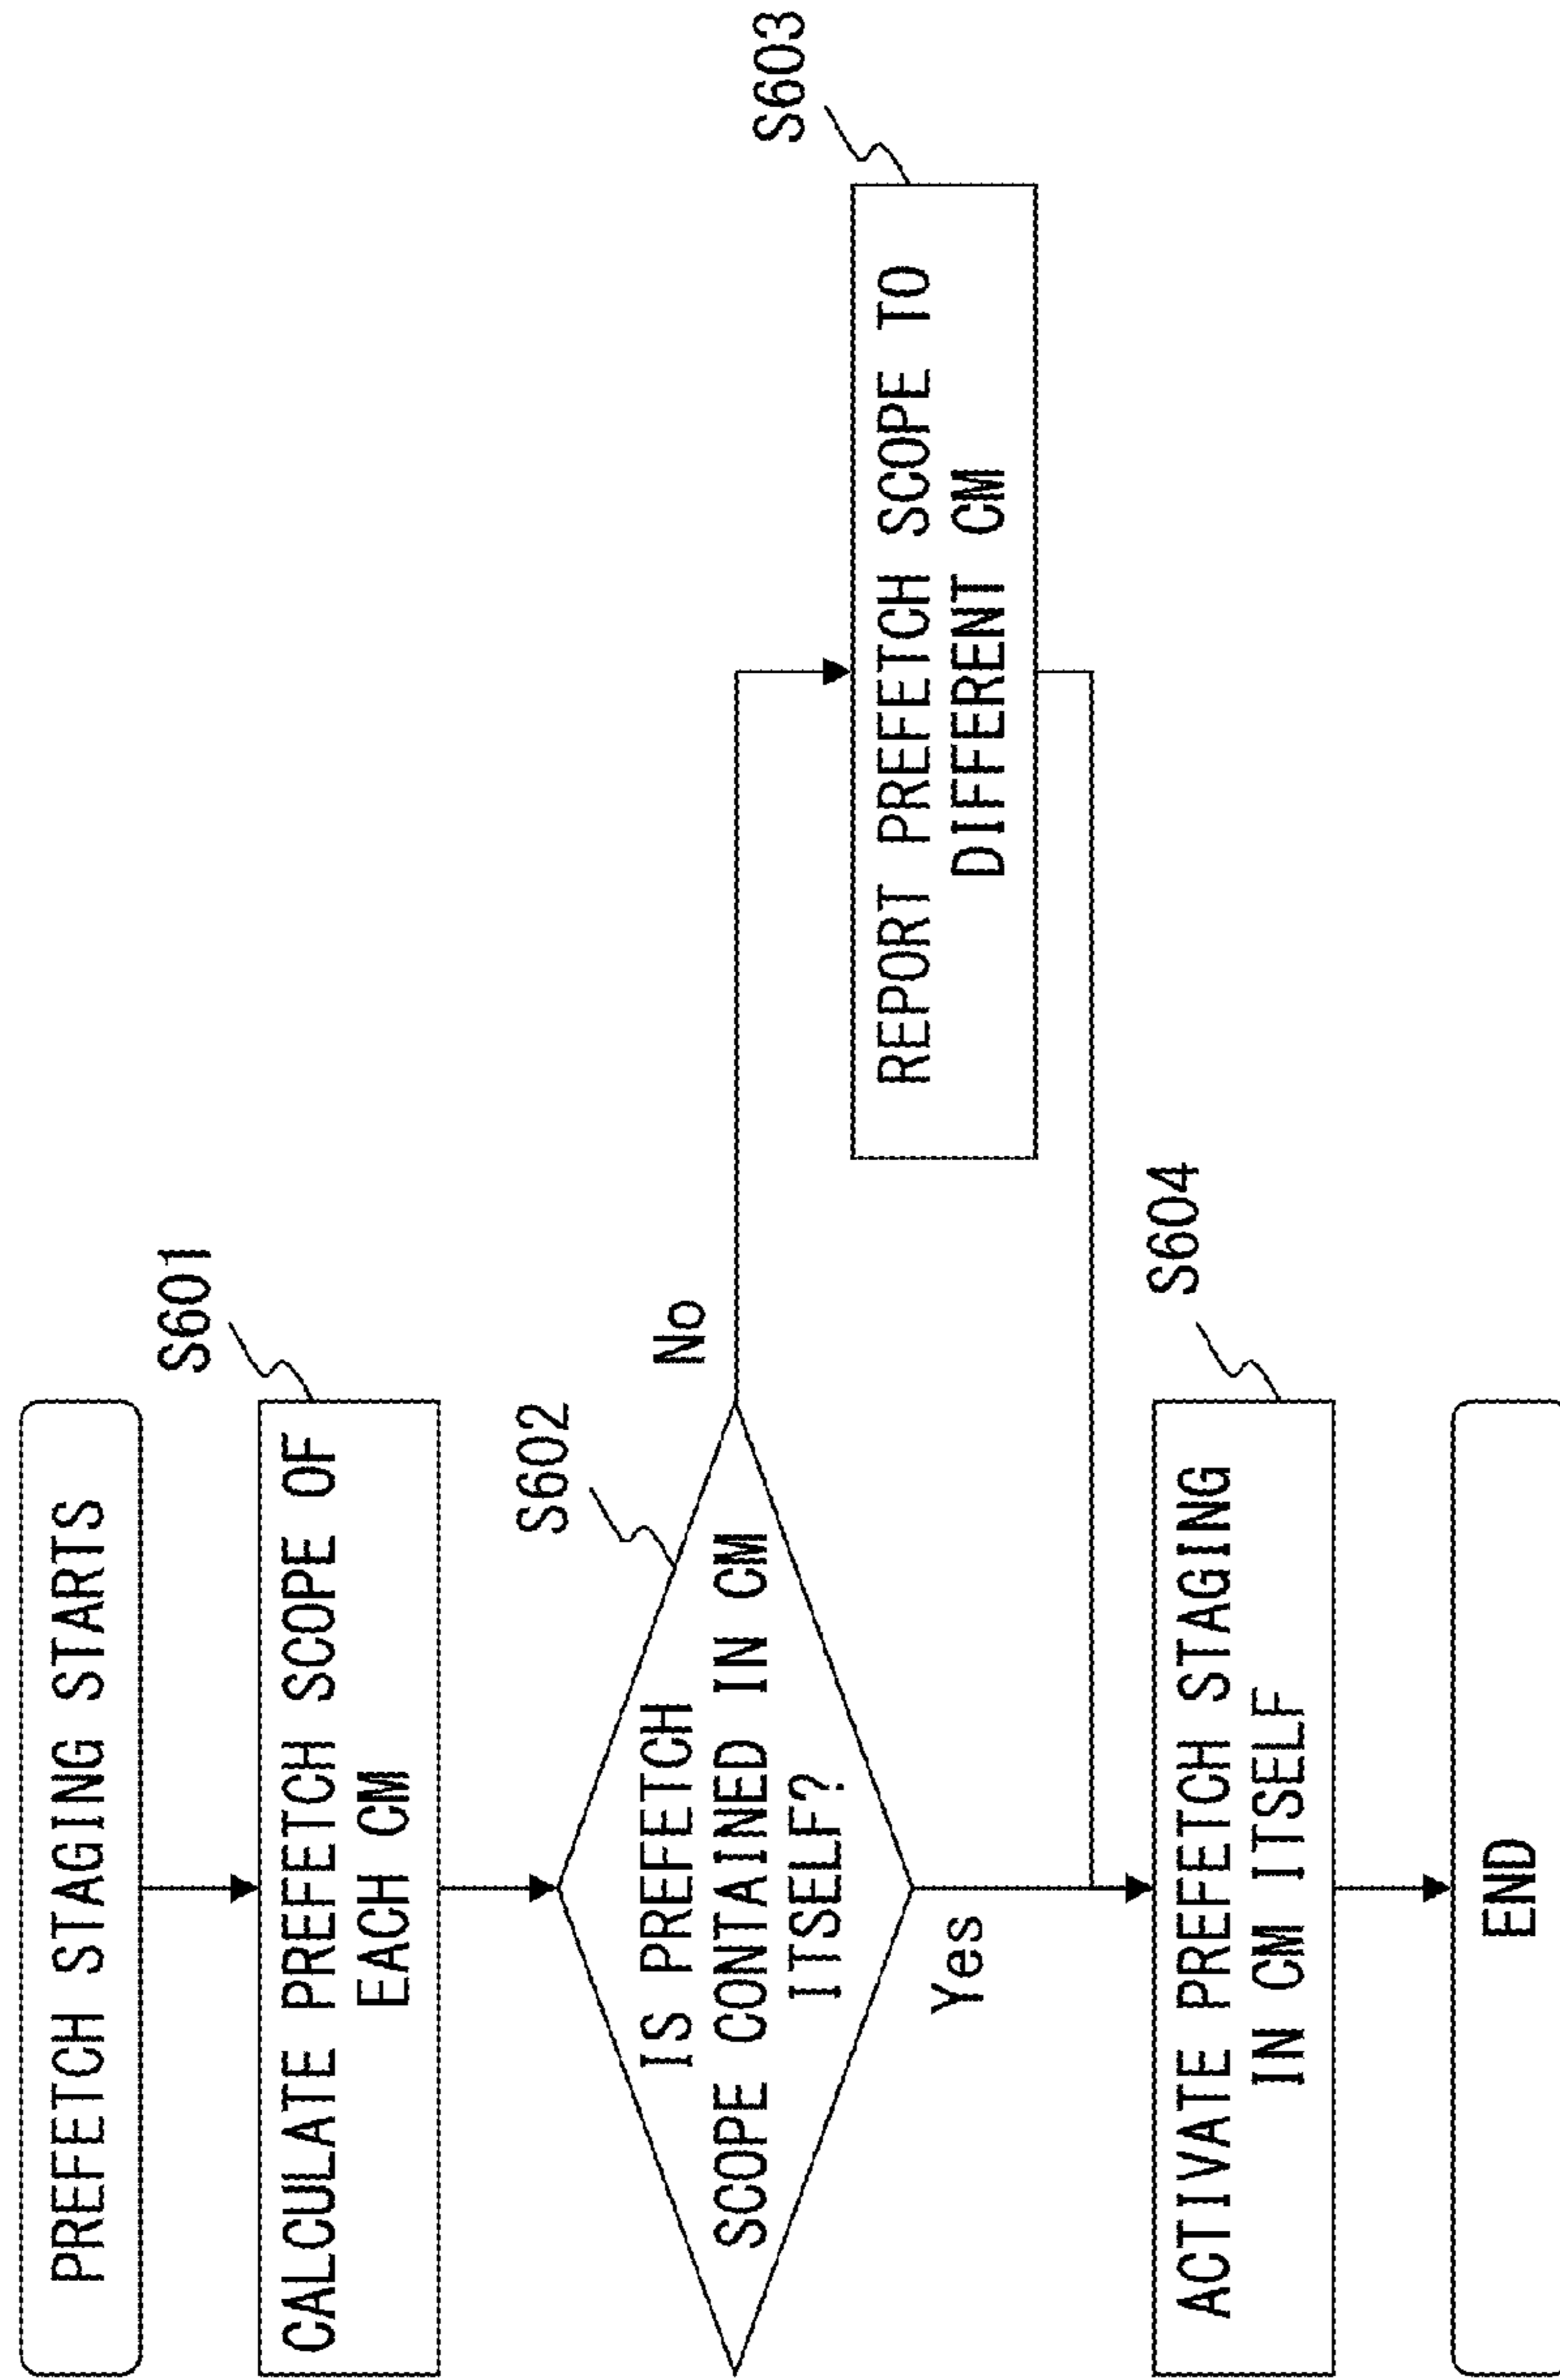 PREFETCH STAGING STARTS
S601
CALCULATE PREFETCH SCOPE OF
EACH CM
S602
IS PREFETCH
SCOPE CONTAINED IN CM
ITSELF?
No
S603
REPORT PREFETCH SCOPE TO
DIFFERENT CM
Yes
S604
ACTIVATE PREFETCH STAGING
IN CM ITSELF
END